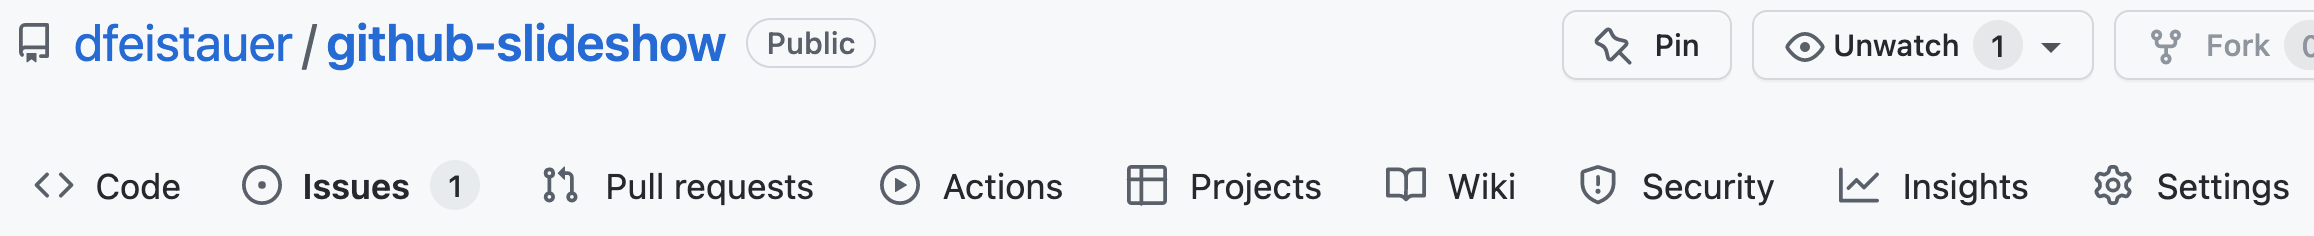 dfeistauer / github-slideshow Public Pin Unwatch 1 Fork
Code Issues 1 Pull requests Actions Projects Wiki Security Insights Settings